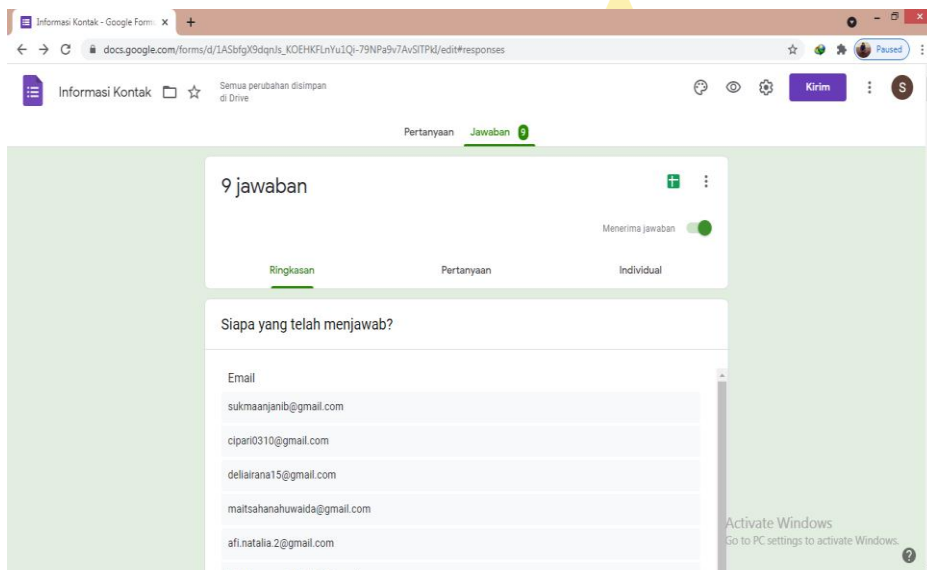 Informasi Kontak - Google Form
docs.google.com/forms/d/1ASbfgX9dqnJs_KOEHKFLnYu1Qi-79NPa9v7AvSlTPkI/edit#responses
Paused
Informasi Kontak
Semua perubahan disimpan
di Drive
Kirim
S
Pertanyaan Jawaban 9
9 jawaban
Menerima jawaban
Ringkasan Pertanyaan Individual
Siapa yang telah menjawab?
Email
sukmaanjanib@gmail.com
cipari0310@gmail.com
deliairana15@gmail.com
maitsahanahuwaida@gmail.com
afi.natalia.2@gmail.com
Activate Windows
Go to PC settings to activate Windows.